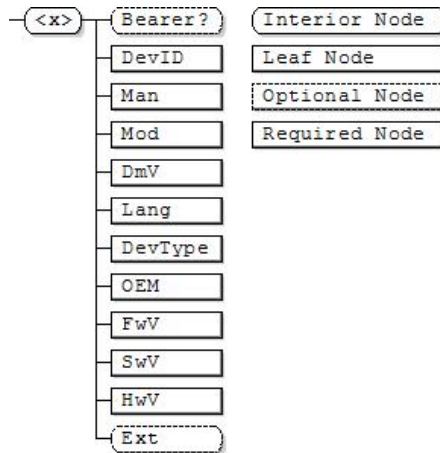 <x>
Bearer?
DevID
Man
Mod
DmV
Lang
DevType
OEM
FwV
SwV
HwV
Ext
Interior Node
Leaf Node
Optional Node
Required Node